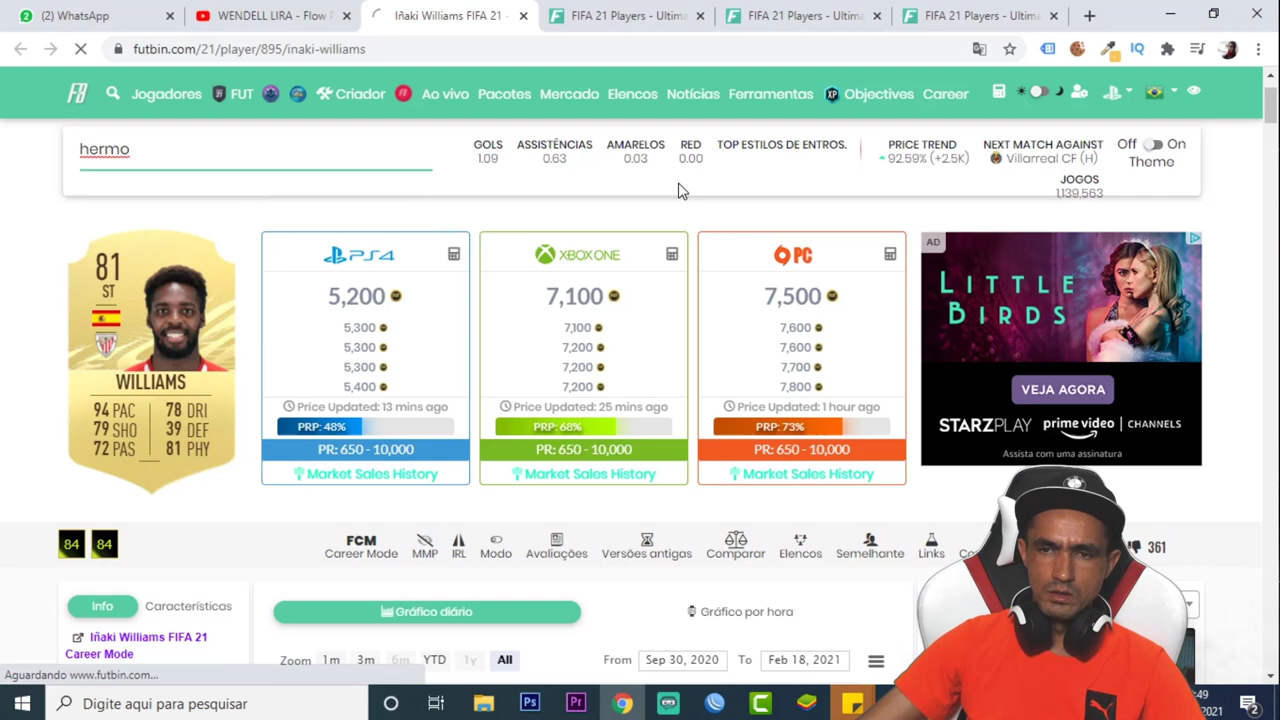 (2) WhatsApp
WENDELL LIRA - Flow P
Iñaki Williams FIFA 21 -
FIFA 21 Players - Ultima
FIFA 21 Players - Ultima
FIFA 21 Players - Ultima
futbin.com/21/player/895/inaki-williams
Jogadores FUT Criador Ao vivo Pacotes Mercado Elencos Notícias Ferramentas XP Objectives Career
hermo
GOLS ASSISTÊNCIAS AMARELOS RED TOP ESTILOS DE ENTROS. PRICE TREND NEXT MATCH AGAINST Off On
1.09 0.63 0.03 0.00 92.59% (+2.5K) Villarreal CF (H) Theme
JOGOS
1,139,563
81
ST
WILLIAMS
94 PAC 78 DRI
79 SHO 39 DEF
72 PAS 81 PHY
PS4
5,200
5,300
5,300
5,300
5,400
Price Updated: 13 mins ago
PRP: 48%
PR: 650 - 10,000
Market Sales History
XBOX ONE
7,100
7,100
7,200
7,200
7,200
Price Updated: 25 mins ago
PRP: 68%
PR: 650 - 10,000
Market Sales History
PC
7,500
7,600
7,600
7,700
7,800
Price Updated: 1 hour ago
PRP: 73%
PR: 650 - 10,000
Market Sales History
AD
LITTLE
BIRDS
VEJA AGORA
STARZPLAY prime video CHANNELS
Assista com uma assinatura
84 84
FCM
Career Mode MMP IRL Modo Avaliações Versões antigas Comparar Elencos Semelhante Links
361
Info Características
Iñaki Williams FIFA 21
Career Mode
Gráfico diário Gráfico por hora
Zoom 1m 3m 6m YTD 1y All From Sep 30, 2020 To Feb 18, 2021
Aguardando www.futbin.com...
Digite aqui para pesquisar
2